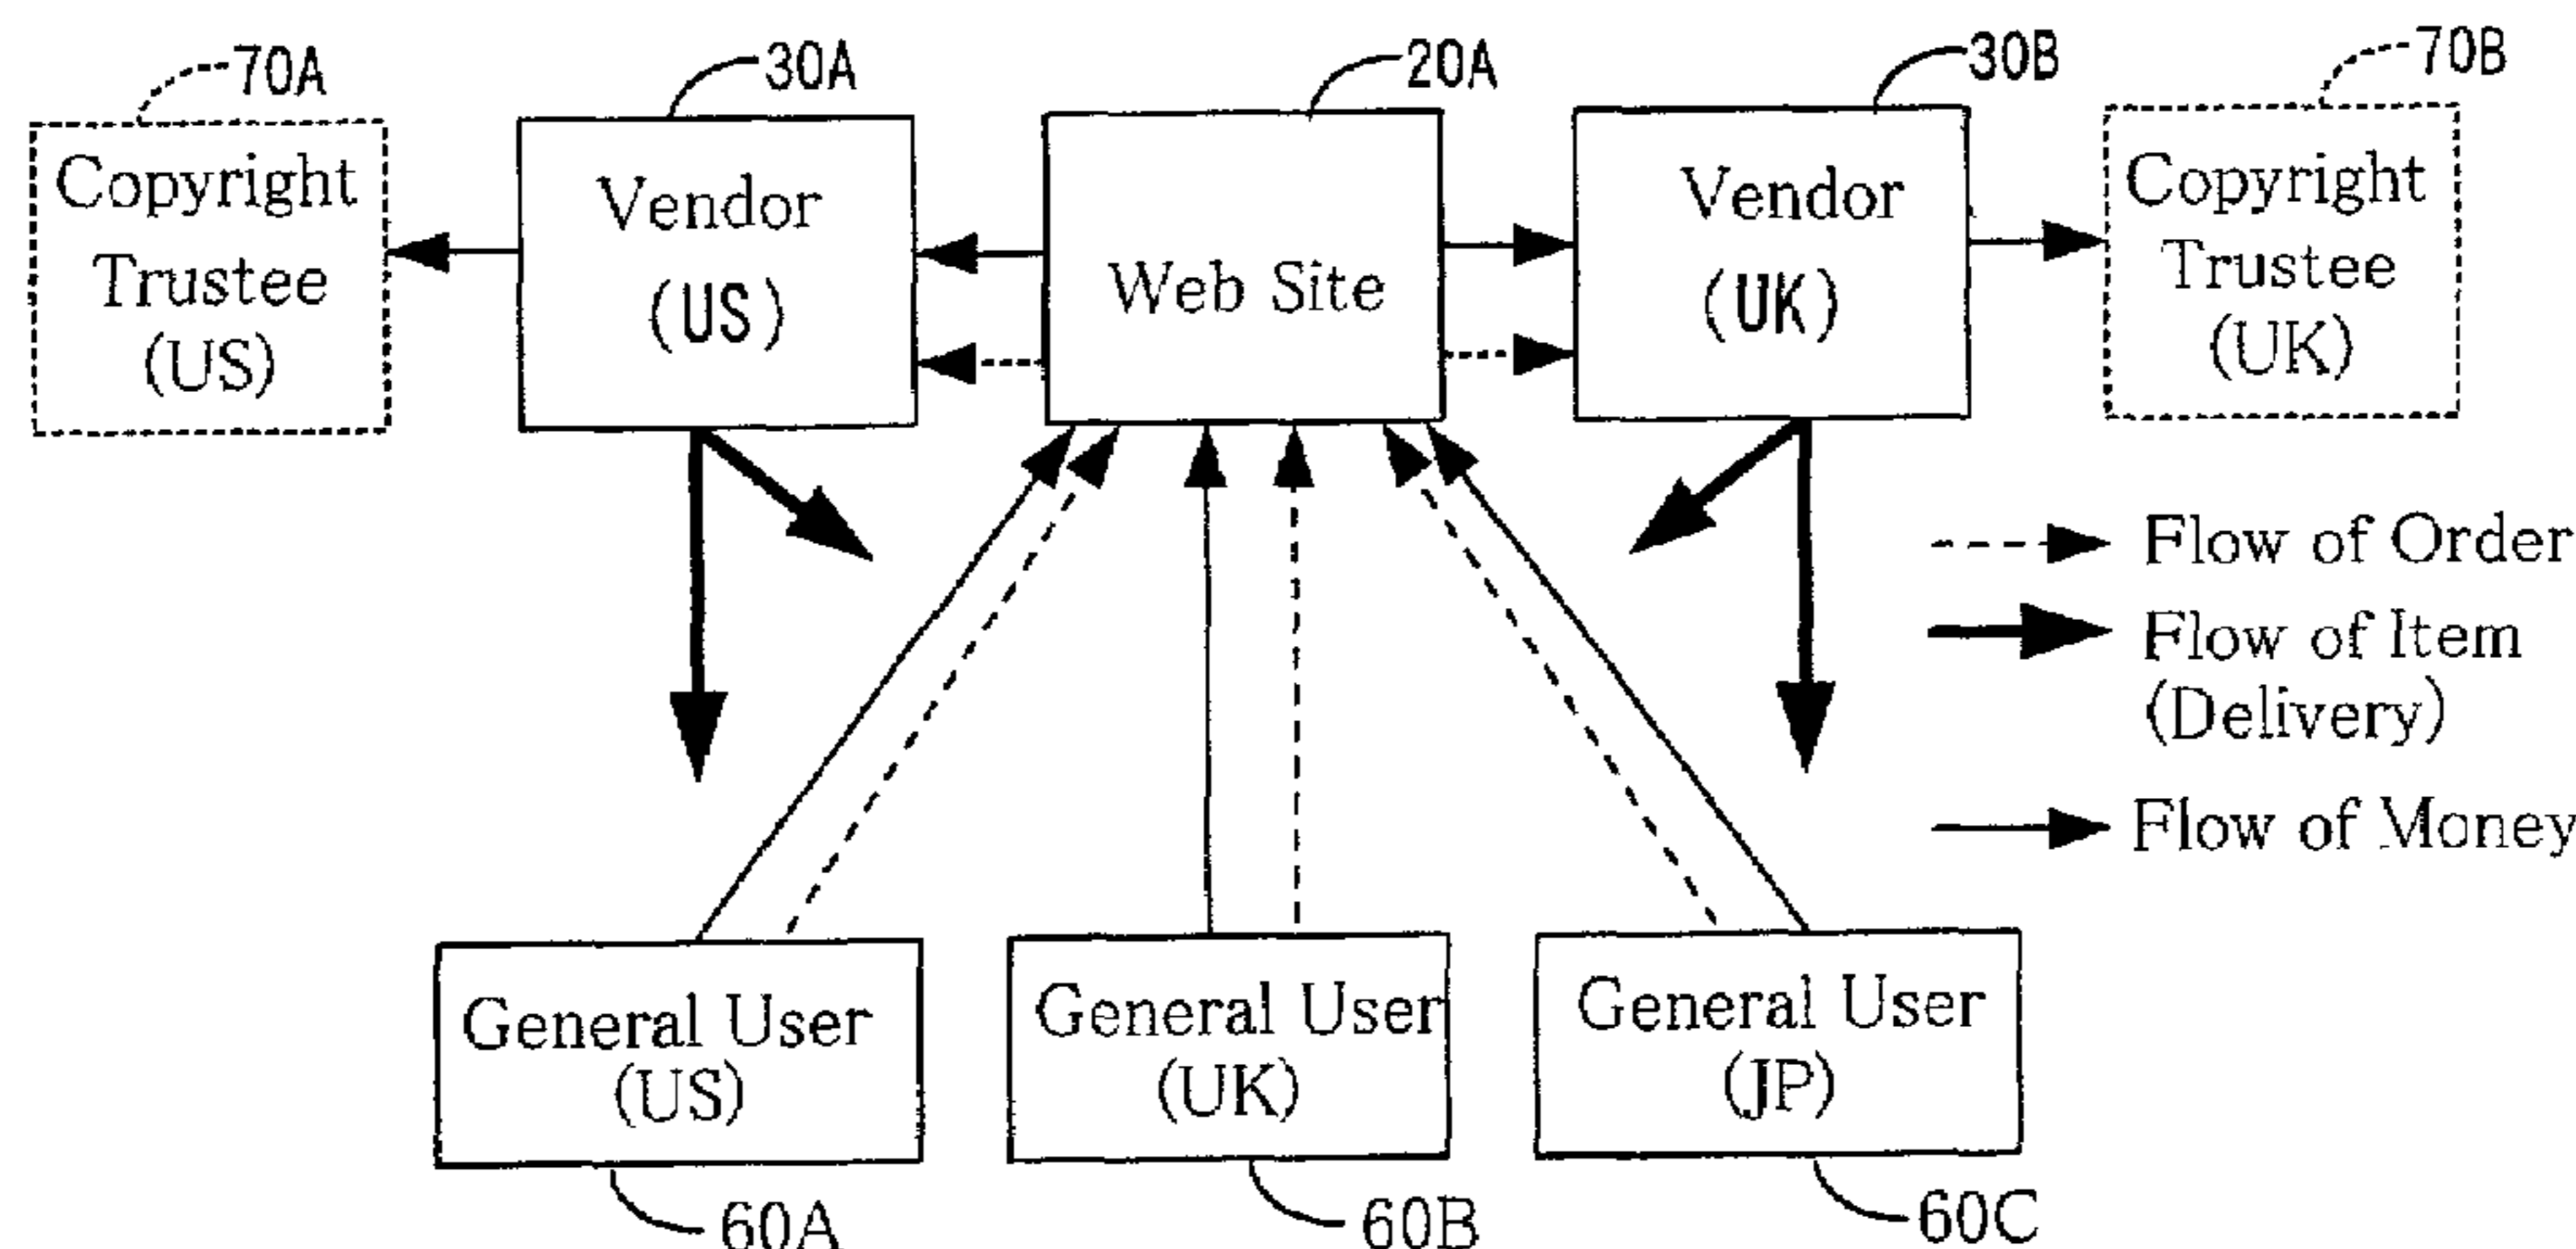 70A
30A
20A
30B
70B
Copyright
Trustee
(US)
Vendor
(US)
Web Site
Vendor
(UK)
Copyright
Trustee
(UK)
Flow of Order
Flow of Item
(Delivery)
Flow of Money
General User
(US)
General User
(UK)
General User
(JP)
60A
60B
60C